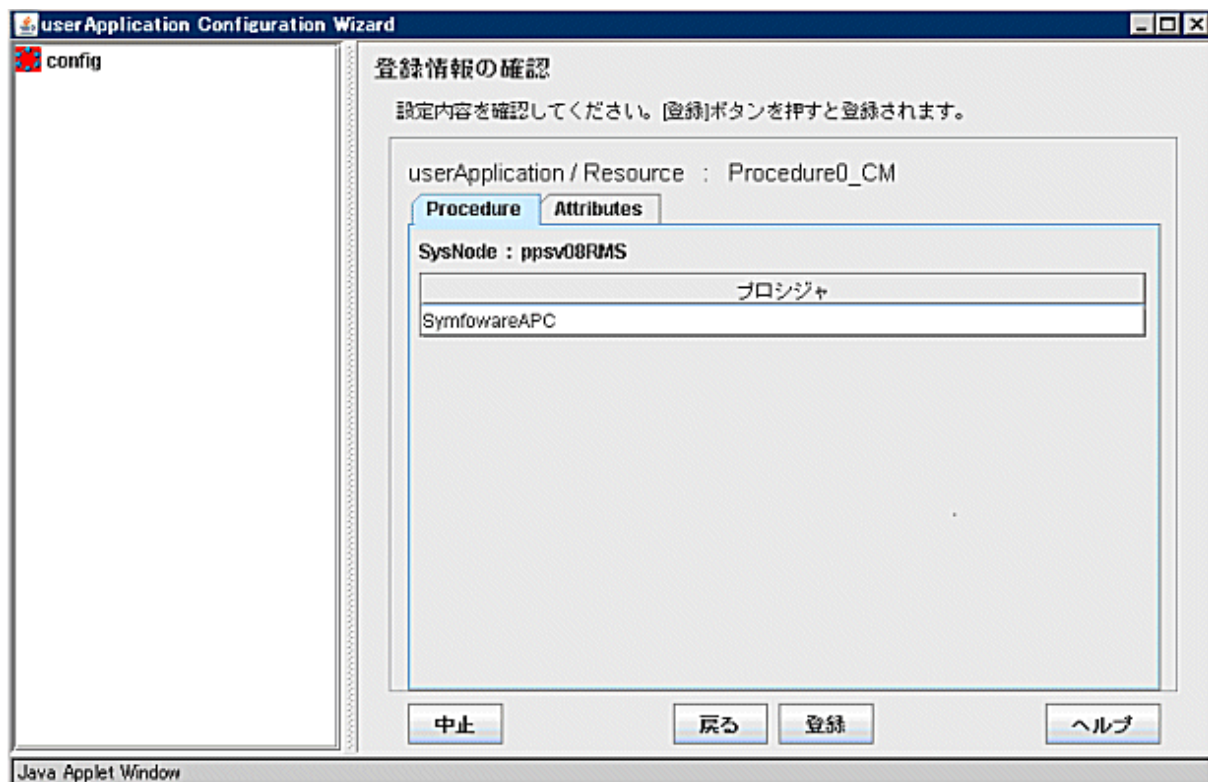 userApplication Configuration Wizard
config
登録情報の確認
設定内容を確認してください。[登録]ボタンを押すと登録されます。
userApplication / Resource : Procedure0_CM
Procedure Attributes
SysNode : ppsv08RMS
プロシジャ
SymfowareAPC
中止 戻る 登録 ヘルプ
Java Applet Window